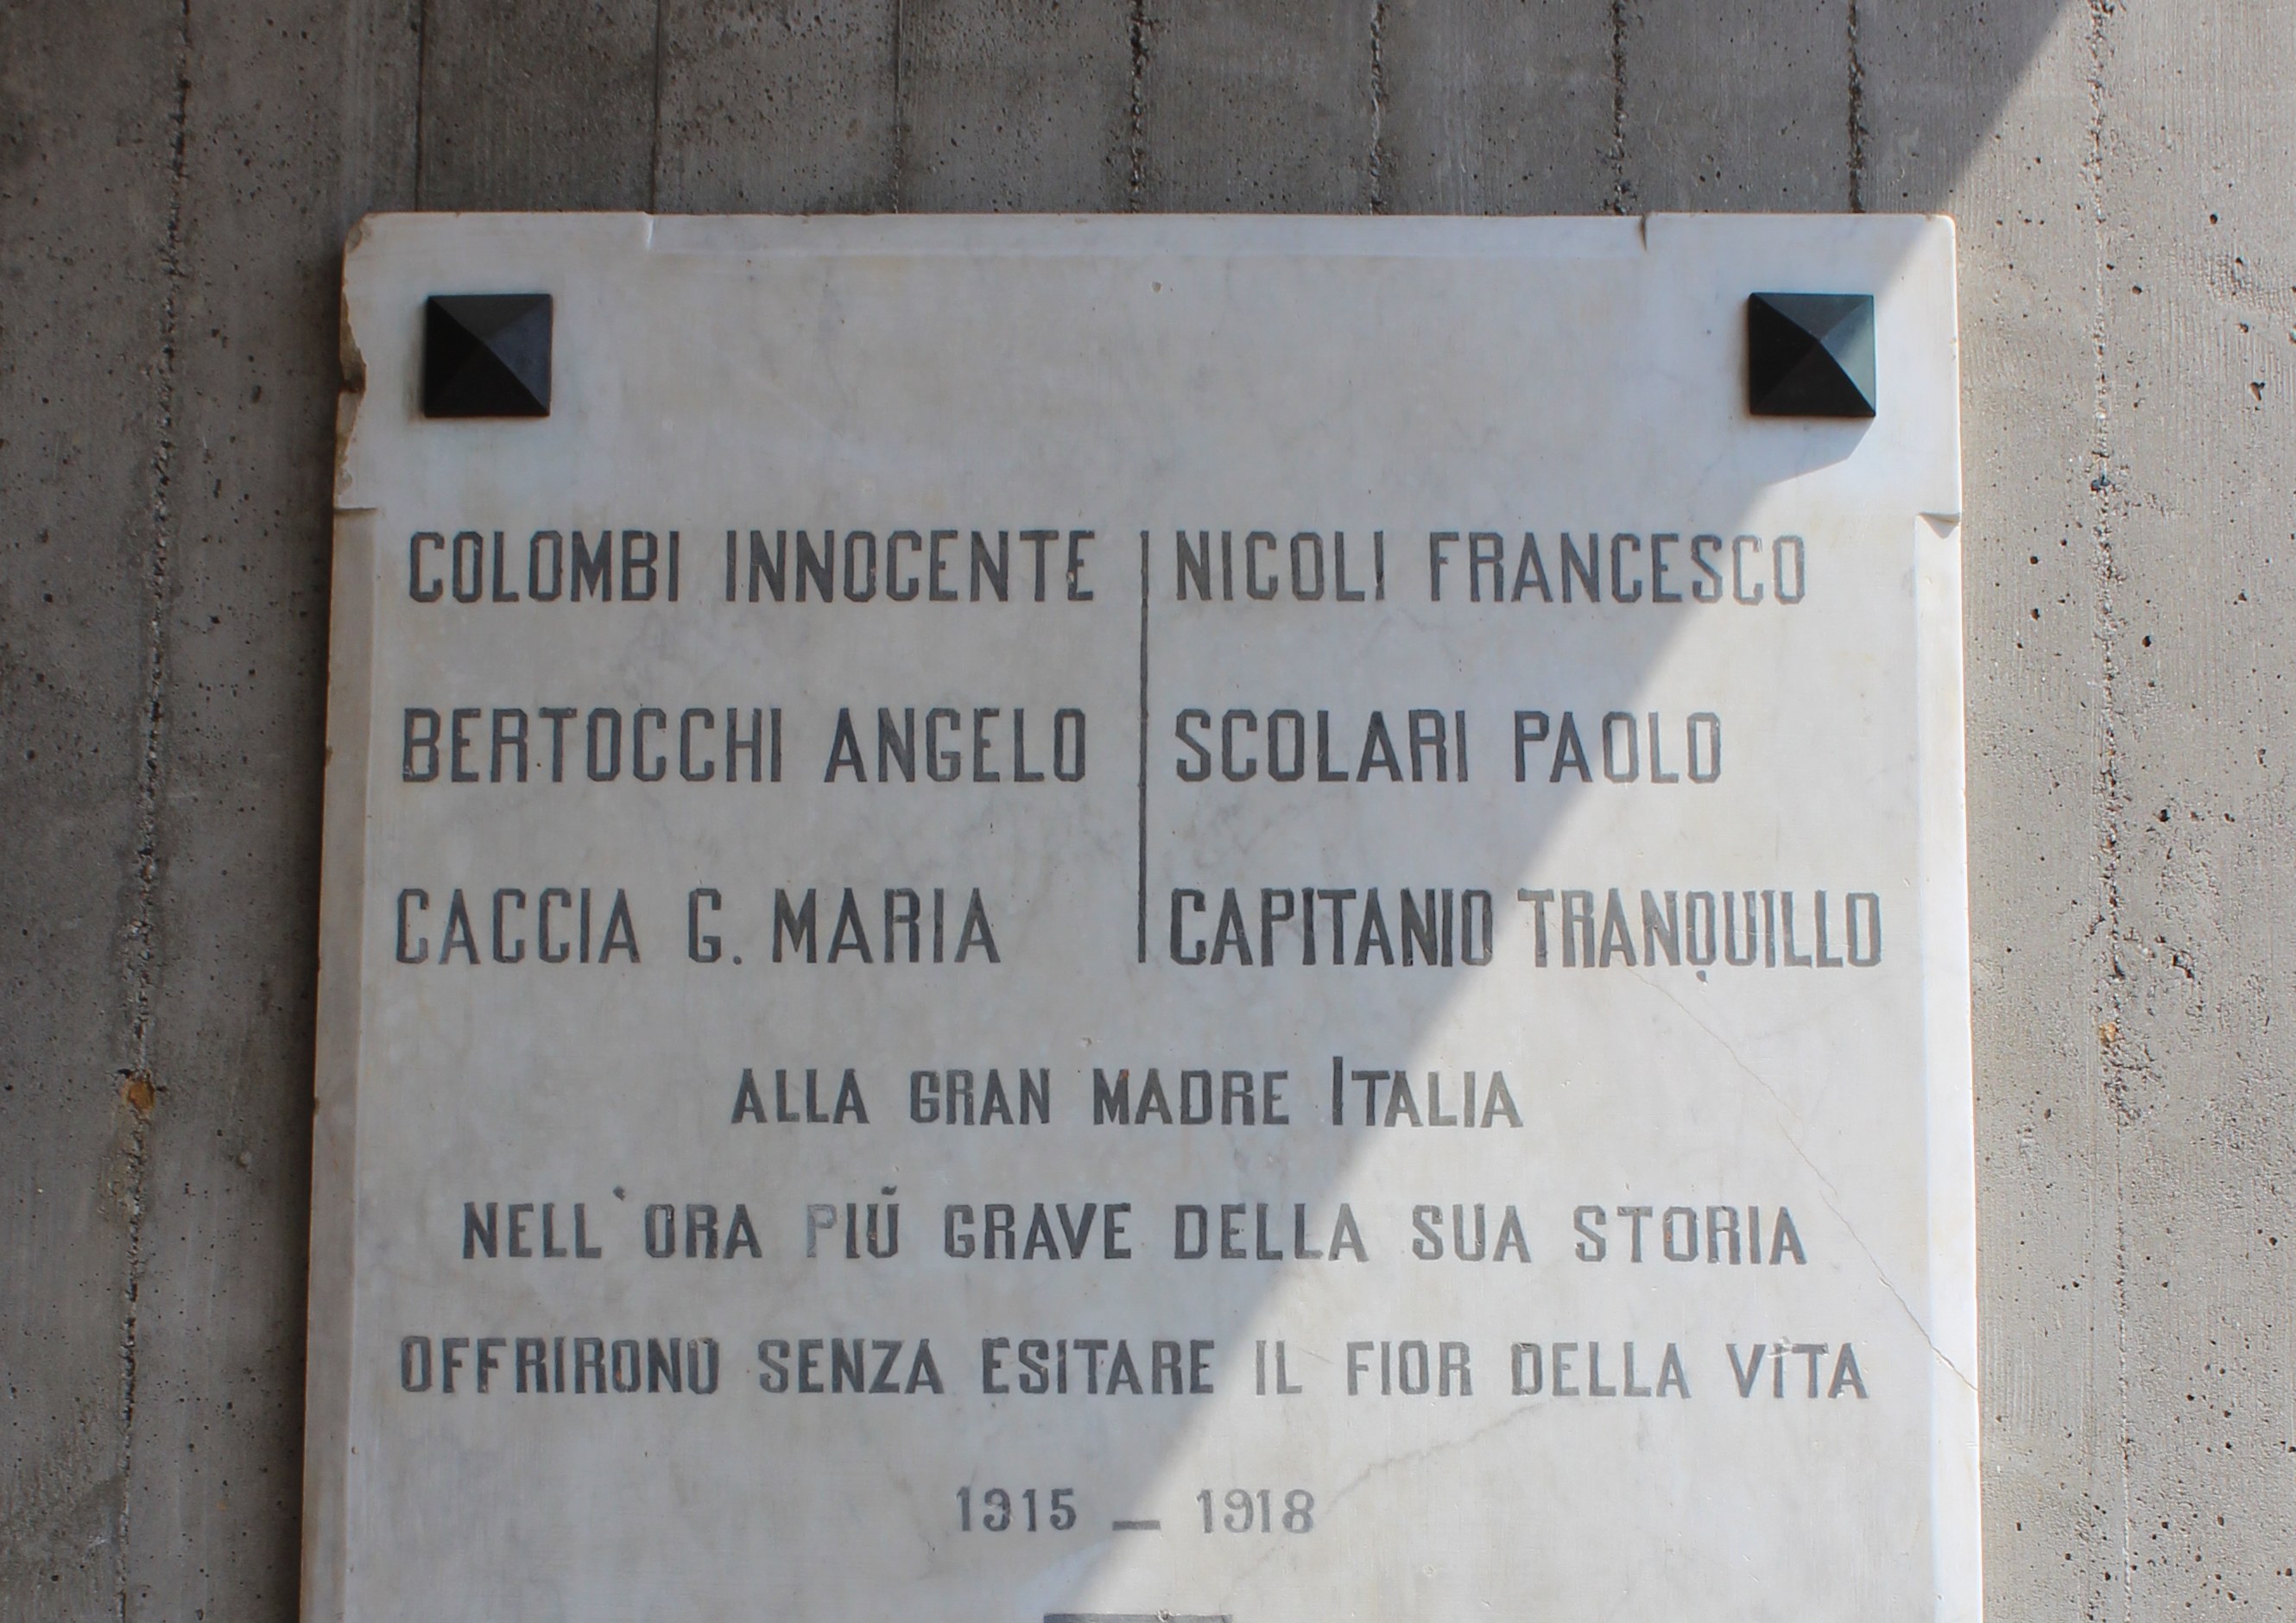 COLOMBI INNOCENTE
BERTOCCHI ANGELO
CACCIA G. MARIA
NICOLI FRANCESCO
SCOLARI PAOLO
CAPITANIO TRANQUILLO
ALLA GRAN MADRE ITALIA
NELL'ORA PIÚ GRAVE DELLA SUA STORIA
OFFRIRONO SENZA ESITARE IL FIOR DELLA VITA
1915 – 1918